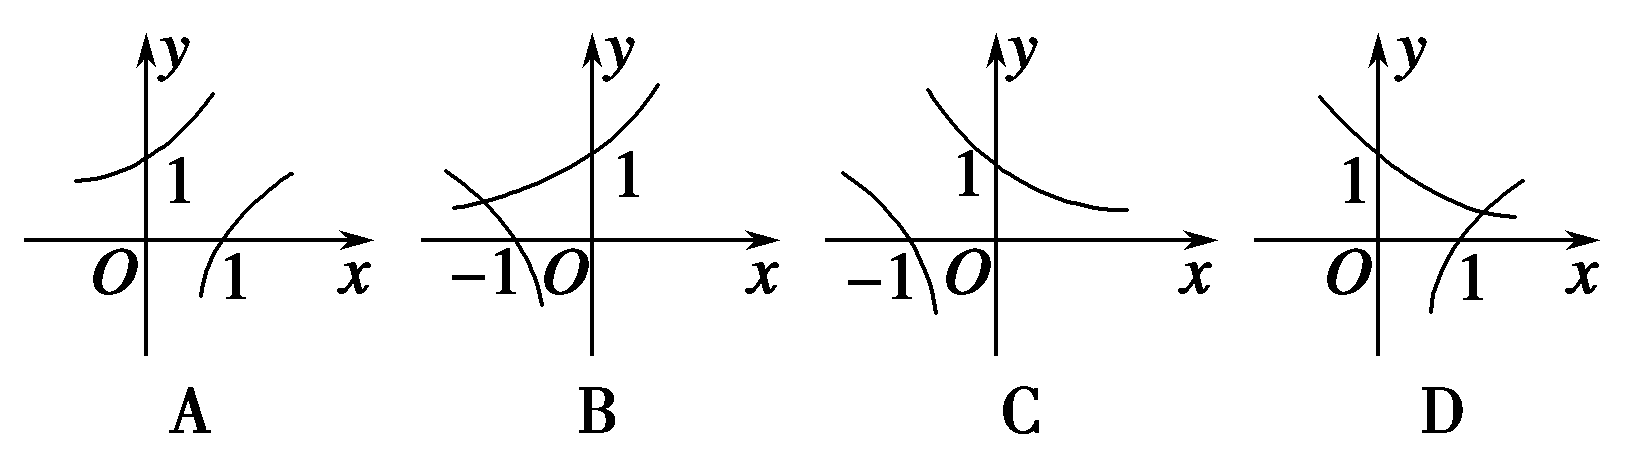 y y y y
1 1 1 1
O 1 x −1 O x −1 O x O 1 x
A B C D